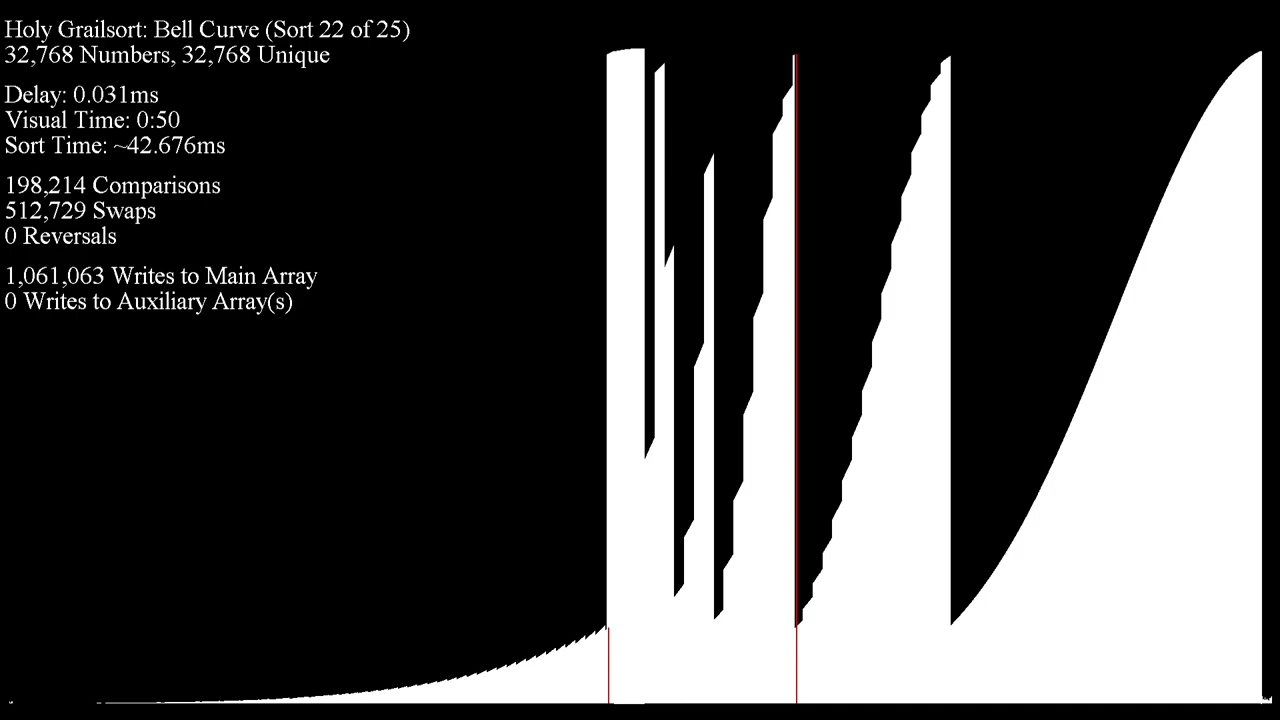 Holy Grailsort: Bell Curve (Sort 22 of 25)
32,768 Numbers, 32,768 Unique
Delay: 0.031ms
Visual Time: 0:50
Sort Time: ~42.676ms
198,214 Comparisons
512,729 Swaps
0 Reversals
1,061,063 Writes to Main Array
0 Writes to Auxiliary Array(s)